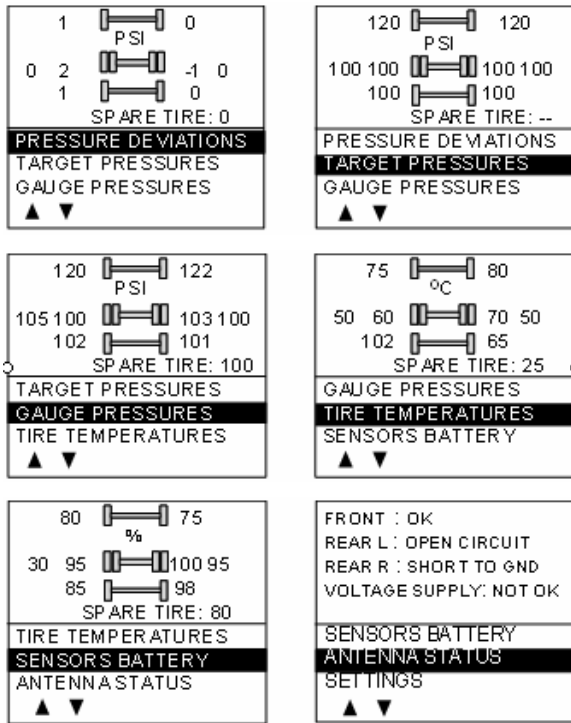 1 0
PSI
0 2 -1 0
1 0
SPARE TIRE: 0
PRESSURE DEVIATIONS
TARGET PRESSURES
GAUGE PRESSURES
▲ ▼
120 120
PSI
100 100 100 100
100 100
SPARE TIRE: --
PRESSURE DEVIATIONS
TARGET PRESSURES
GAUGE PRESSURES
▲ ▼
120 122
PSI
105 100 103 100
102 101
SPARE TIRE: 100
TARGET PRESSURES
GAUGE PRESSURES
TIRE TEMPERATURES
▲ ▼
75 80
°C
50 60 70 50
102 65
SPARE TIRE: 25
GAUGE PRESSURES
TIRE TEMPERATURES
SENSORS BATTERY
▲ ▼
80 75
%
30 95 100 95
85 98
SPARE TIRE: 80
TIRE TEMPERATURES
SENSORS BATTERY
ANTENNA STATUS
▲ ▼
FRONT : OK
REAR L : OPEN CIRCUIT
REAR R : SHORT TO GND
VOLTAGE SUPPLY: NOT OK
SENSORS BATTERY
ANTENNA STATUS
SETTINGS
▲ ▼